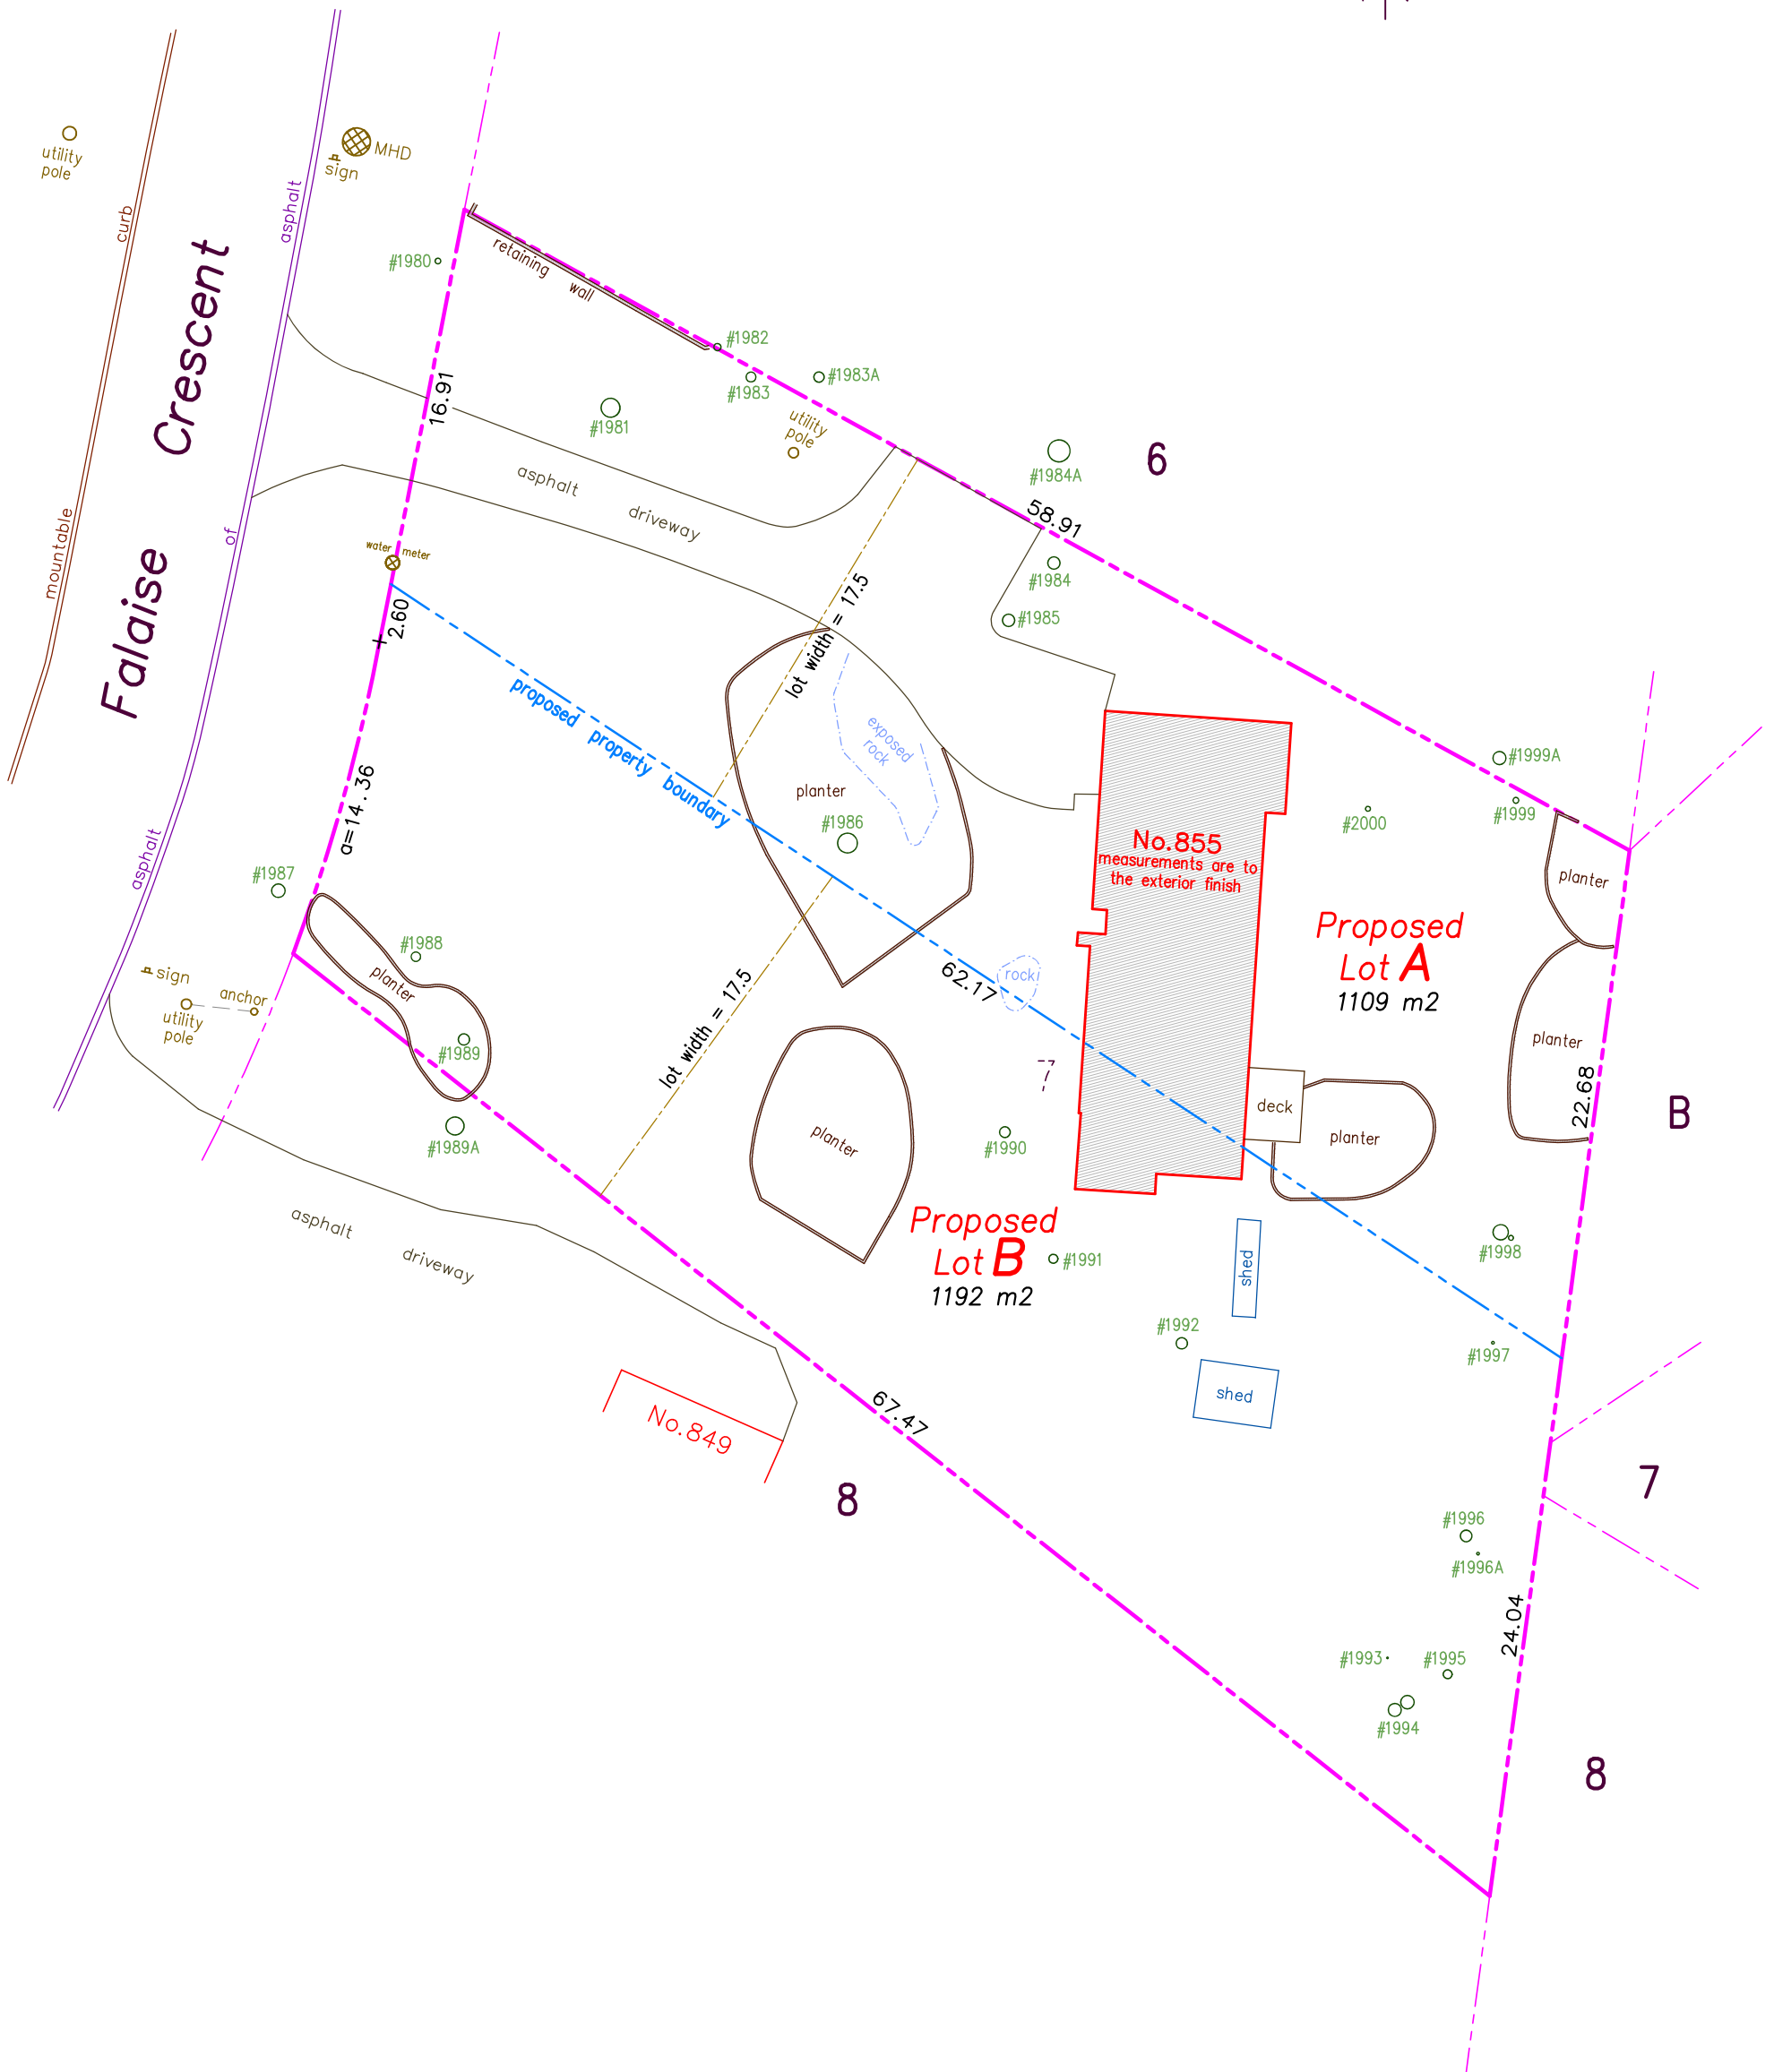 utility
pole
curb
mountable
Falaise Crescent
asphalt
of
asphalt
MHD
sign
#1980
retaining wall
16.91
#1982
#1983
#1983A
#1981
utility
pole
asphalt driveway
#1984A
6
58.91
#1984
#1985
water meter
2.60
lot width = 17.5
proposed property boundary
exposed
rock
planter
#1986
a=14.36
#1987
#1988
planter
sign
anchor
utility
pole
#1989
#1989A
No.855
measurements are to
the exterior finish
#2000
#1999A
#1999
planter
Proposed
Lot A
1109 m2
planter
22.68
B
rock
62.17
lot width = 17.5
7
deck
planter
planter
#1990
Proposed
Lot B
1192 m2
#1991
shed
#1998
#1992
#1997
shed
asphalt driveway
No.849
67.47
8
7
#1996
#1996A
24.04
#1993
#1995
#1994
8